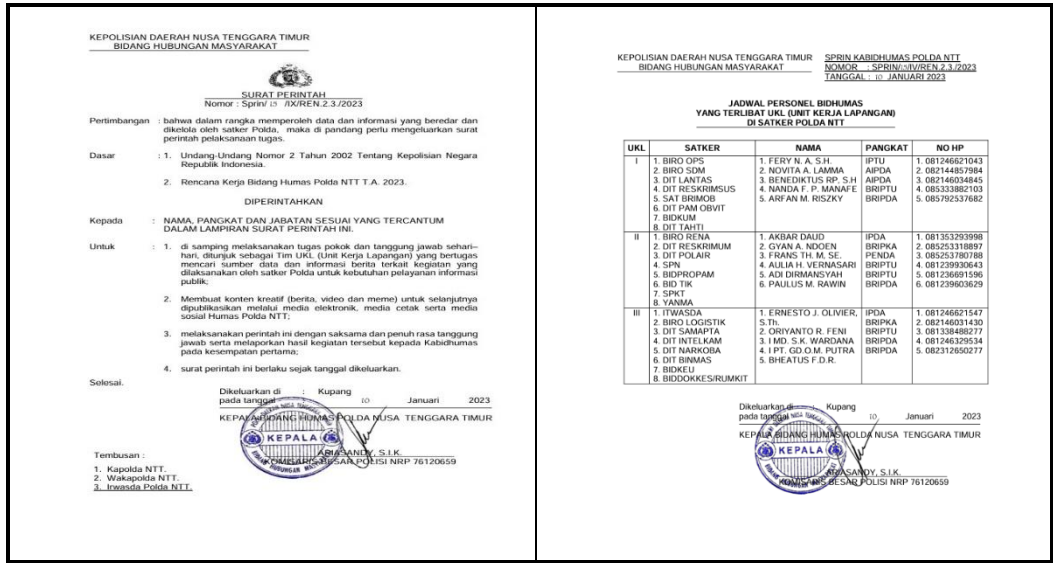 KEPOLISIAN DAERAH NUSA TENGGARA TIMUR
BIDANG HUBUNGAN MASYARAKAT
SURAT PERINTAH
Nomor : Sprin/ 15 /IX/REN.2.3./2023
Pertimbangan : bahwa dalam rangka memperoleh data dan informasi yang beredar dan
dikelola oleh satker Polda, maka di pandang perlu mengeluarkan surat
perintah pelaksanaan tugas.
Dasar : 1. Undang-Undang Nomor 2 Tahun 2002 Tentang Kepolisian Negara
Republik Indonesia.
2. Rencana Kerja Bidang Humas Polda NTT T.A. 2023.
DIPERINTAHKAN
Kepada : NAMA, PANGKAT DAN JABATAN SESUAI YANG TERCANTUM
DALAM LAMPIRAN SURAT PERINTAH INI.
Untuk : 1. di samping melaksanakan tugas pokok dan tanggung jawab sehari–
hari, ditunjuk sebagai Tim UKL (Unit Kerja Lapangan) yang bertugas
mencari sumber data dan informasi berita terkait kegiatan yang
dilaksanakan oleh satker Polda untuk kebutuhan pelayanan informasi
publik;
2. Membuat konten kreatif (berita, video dan meme) untuk selanjutnya
dipublikasikan melalui media elektronik, media cetak serta media
sosial Humas Polda NTT;
3. melaksanakan perintah ini dengan saksama dan penuh rasa tanggung
jawab serta melaporkan hasil kegiatan tersebut kepada Kabidhumas
pada kesempatan pertama;
4. surat perintah ini berlaku sejak tanggal dikeluarkan.
Selesai.
Dikeluarkan di : Kupang
pada tanggal : 10 Januari 2023
KEPALA BIDANG HUMAS POLDA NUSA TENGGARA TIMUR
KEPALA
ARIASANDY, S.I.K.
KOMISARIS BESAR POLISI NRP 76120659
Tembusan :
1. Kapolda NTT.
2. Wakapolda NTT.
3. Irwasda Polda NTT.
KEPOLISIAN DAERAH NUSA TENGGARA TIMUR
BIDANG HUBUNGAN MASYARAKAT
SPRIN KABIDHUMAS POLDA NTT
NOMOR : SPRIN/15/IV/REN.2.3./2023
TANGGAL : 10 JANUARI 2023
JADWAL PERSONEL BIDHUMAS
YANG TERLIBAT UKL (UNIT KERJA LAPANGAN)
DI SATKER POLDA NTT
UKL SATKER NAMA PANGKAT NO HP
I 1. BIRO OPS 1. FERY N. A, S.H. IPTU 1. 081246621043
2. BIRO SDM 2. NOVITA A. LAMMA AIPDA 2. 082144857984
3. DIT LANTAS 3. BENEDIKTUS RP, S.H AIPDA 3. 082146034845
4. DIT RESKRIMSUS 4. NANDA F. P. MANAFE BRIPTU 4. 085333882103
5. SAT BRIMOB 5. ARFAN M. RISZKY BRIPDA 5. 085792537682
6. DIT PAM OBVIT
7. BIDKUM
8. DIT TAHTI
II 1. BIRO RENA 1. AKBAR DAUD IPDA 1. 081353293998
2. DIT RESKRIMUM 2. GYAN A. NDOEN BRIPKA 2. 085253318897
3. DIT POLAIR 3. FRANS TH. M. SE. PENDA 3. 085253780788
4. SPN 4. AULIA H. VERNASARI BRIPTU 4. 081239930643
5. BIDPROPAM 5. ADI DIRMANSYAH BRIPTU 5. 081236691596
6. BID TIK 6. PAULUS M. RAWIN BRIPDA 6. 081239603629
7. SPKT
8. YANMA
III 1. ITWASDA 1. ERNESTO J. OLIVIER, IPDA 1. 081246621547
2. BIRO LOGISTIK S.Th. BRIPKA 2. 082146031430
3. DIT SAMAPTA 2. ORIYANTO R. FENI BRIPTU 3. 081338488277
4. DIT INTELKAM 3. I MD. S.K. WARDANA BRIPDA 4. 081246329534
5. DIT NARKOBA 4. I PT. GD.O.M. PUTRA BRIPDA 5. 082312650277
6. DIT BINMAS 5. BHEATUS F.D.R.
7. BIDKEU
8. BIDDOKKES/RUMKIT
Dikeluarkan di : Kupang
pada tanggal 10, Januari 2023
KEPALA BIDANG HUMAS POLDA NUSA TENGGARA TIMUR
KEPALA
ARIASANDY, S.I.K.
KOMISARIS BESAR POLISI NRP 76120659